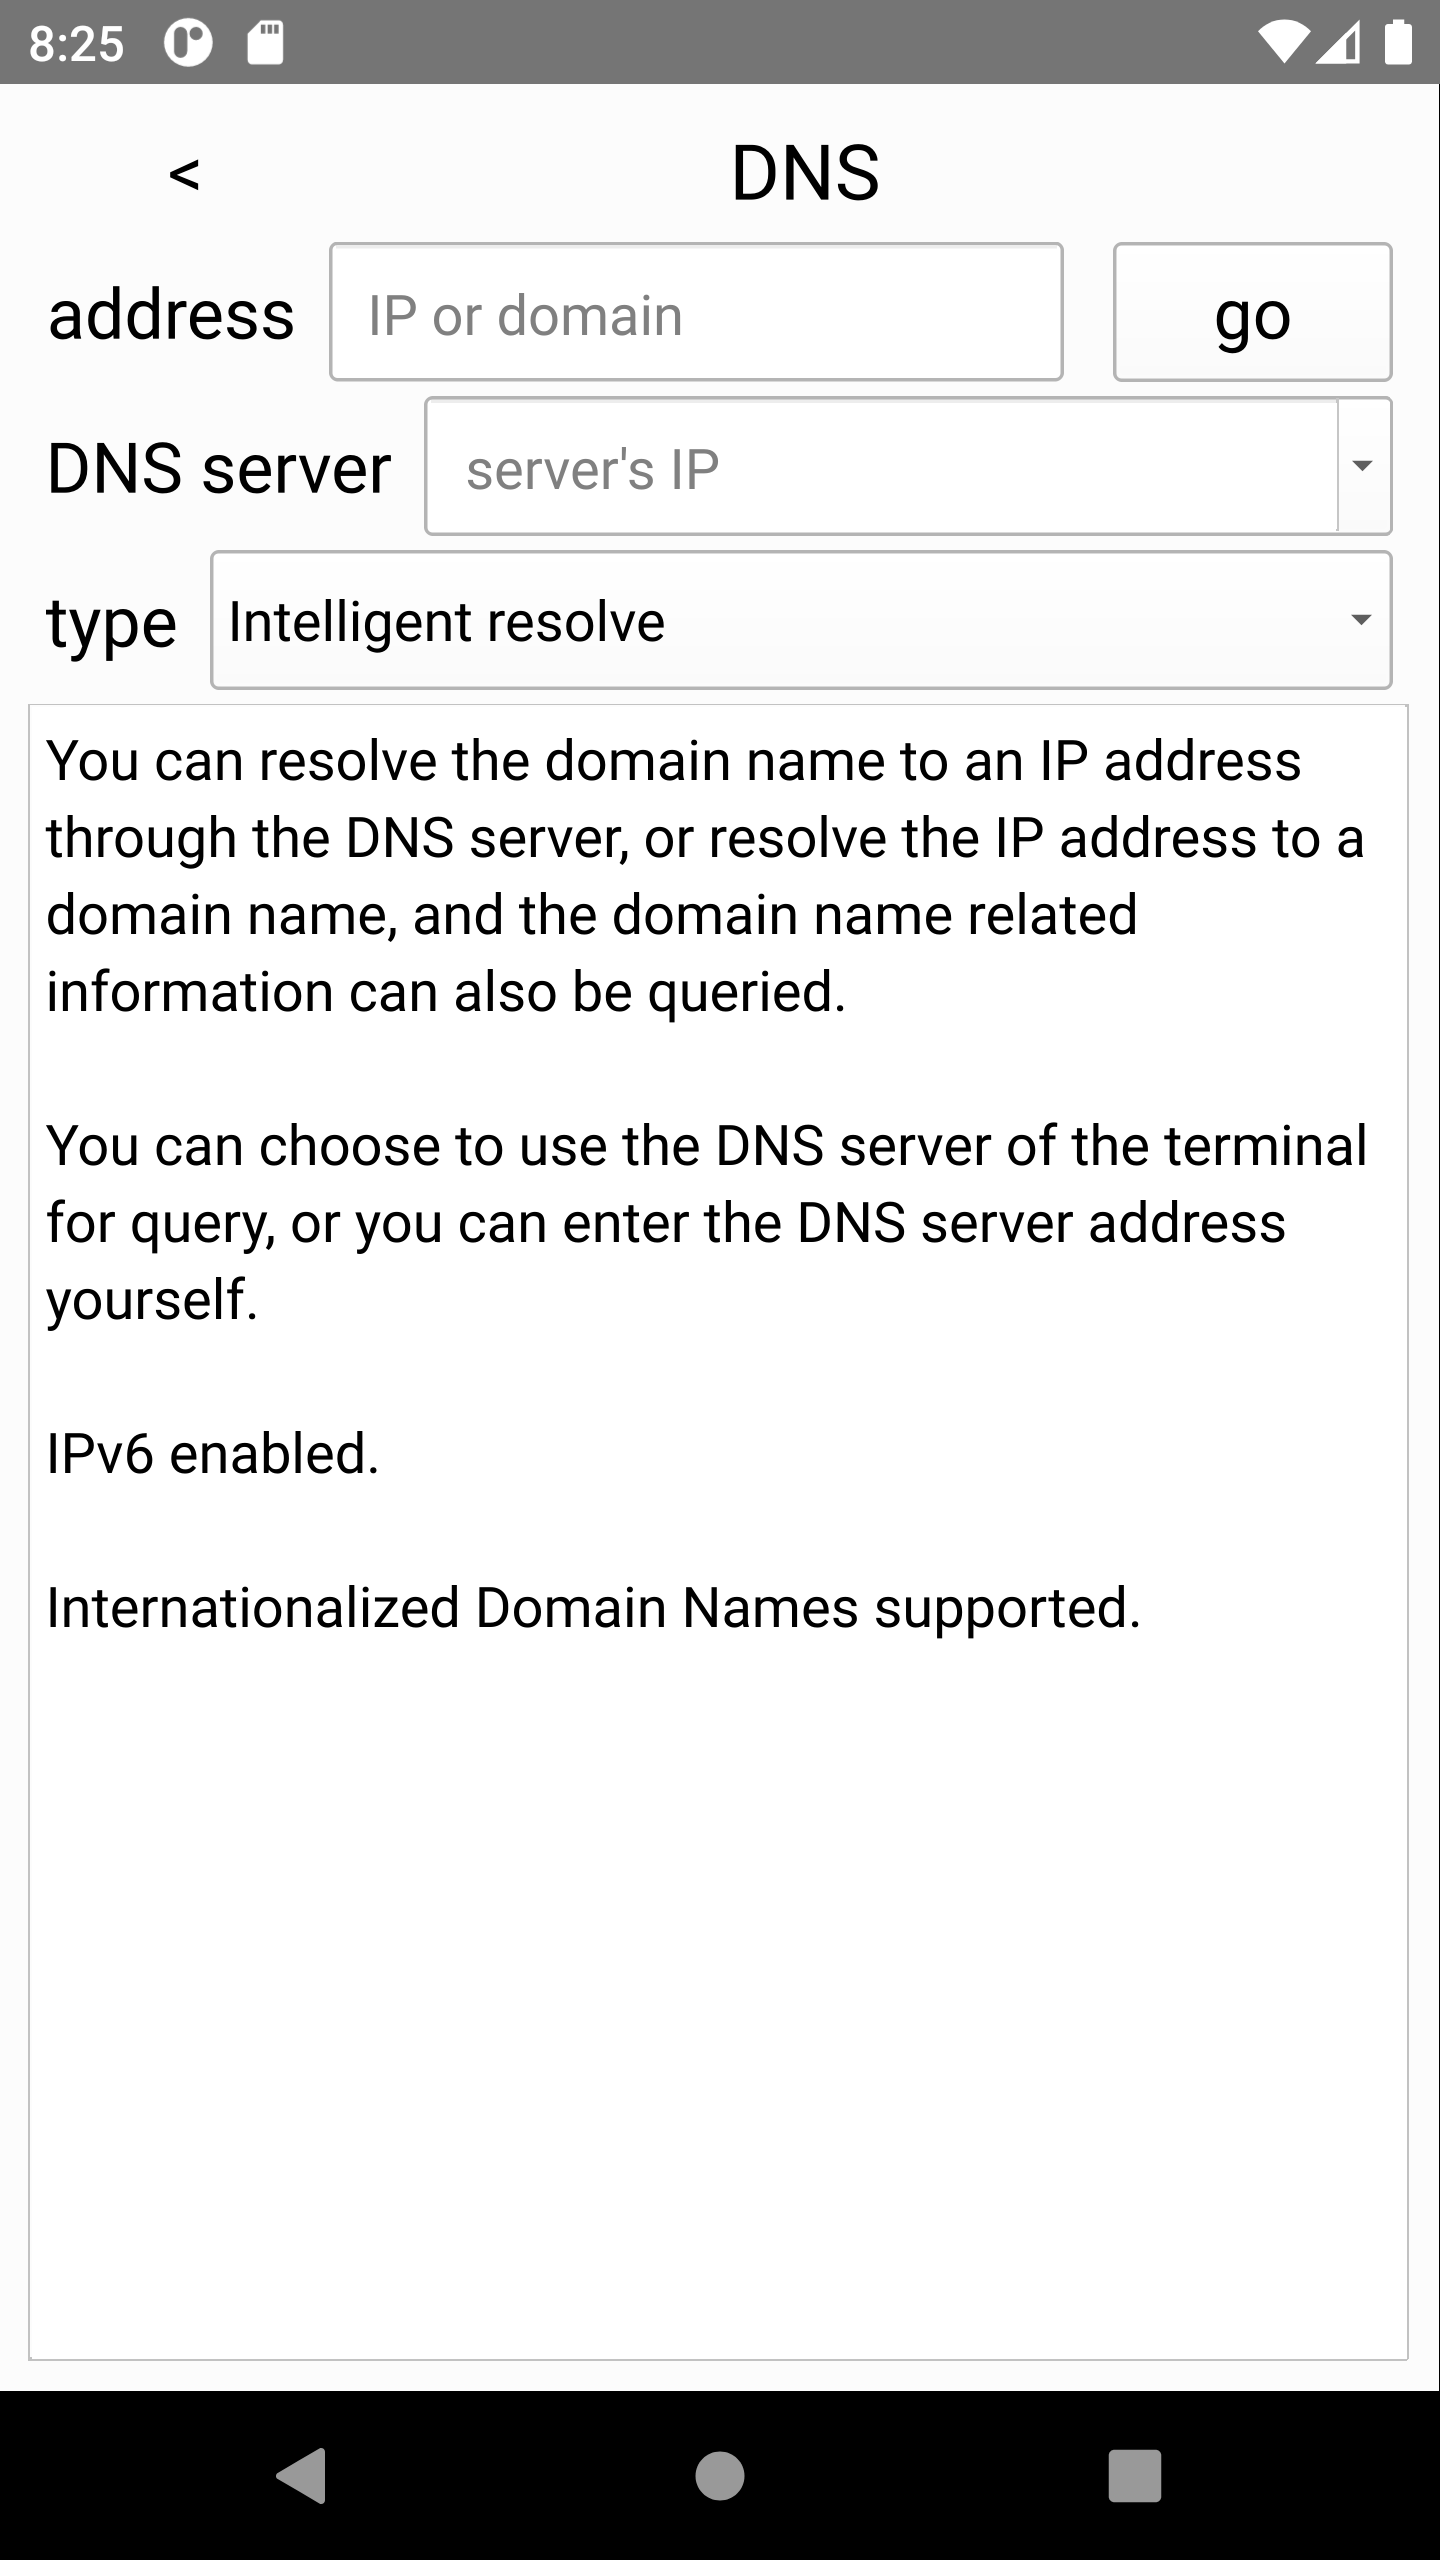 8:25
<
DNS
address
IP or domain
go
DNS server
server's IP
type
Intelligent resolve
You can resolve the domain name to an IP address
through the DNS server, or resolve the IP address to a
domain name, and the domain name related
information can also be queried.
You can choose to use the DNS server of the terminal
for query, or you can enter the DNS server address
yourself.
IPv6 enabled.
Internationalized Domain Names supported.